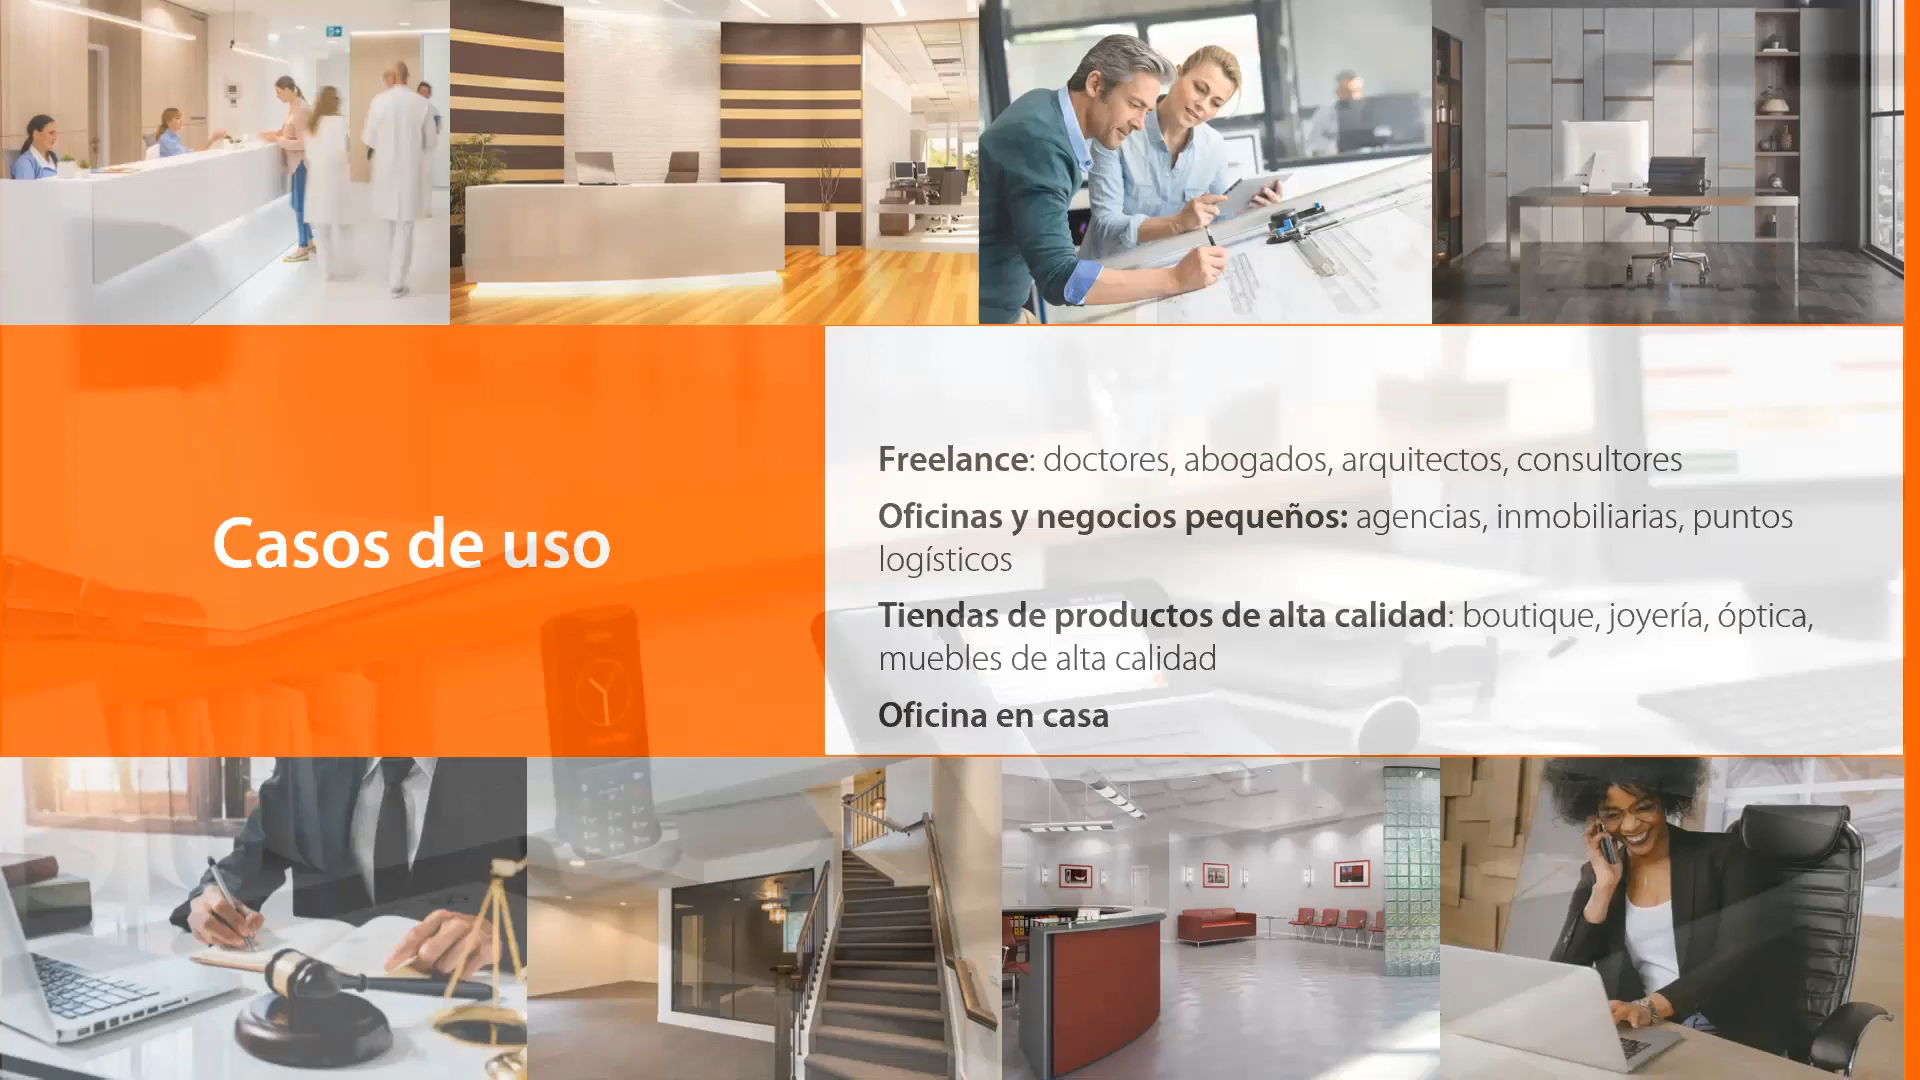 Casos de uso
Freelance: doctores, abogados, arquitectos, consultores
Oficinas y negocios pequeños: agencias, inmobiliarias, puntos
logísticos
Tiendas de productos de alta calidad: boutique, joyería, óptica,
muebles de alta calidad
Oficina en casa